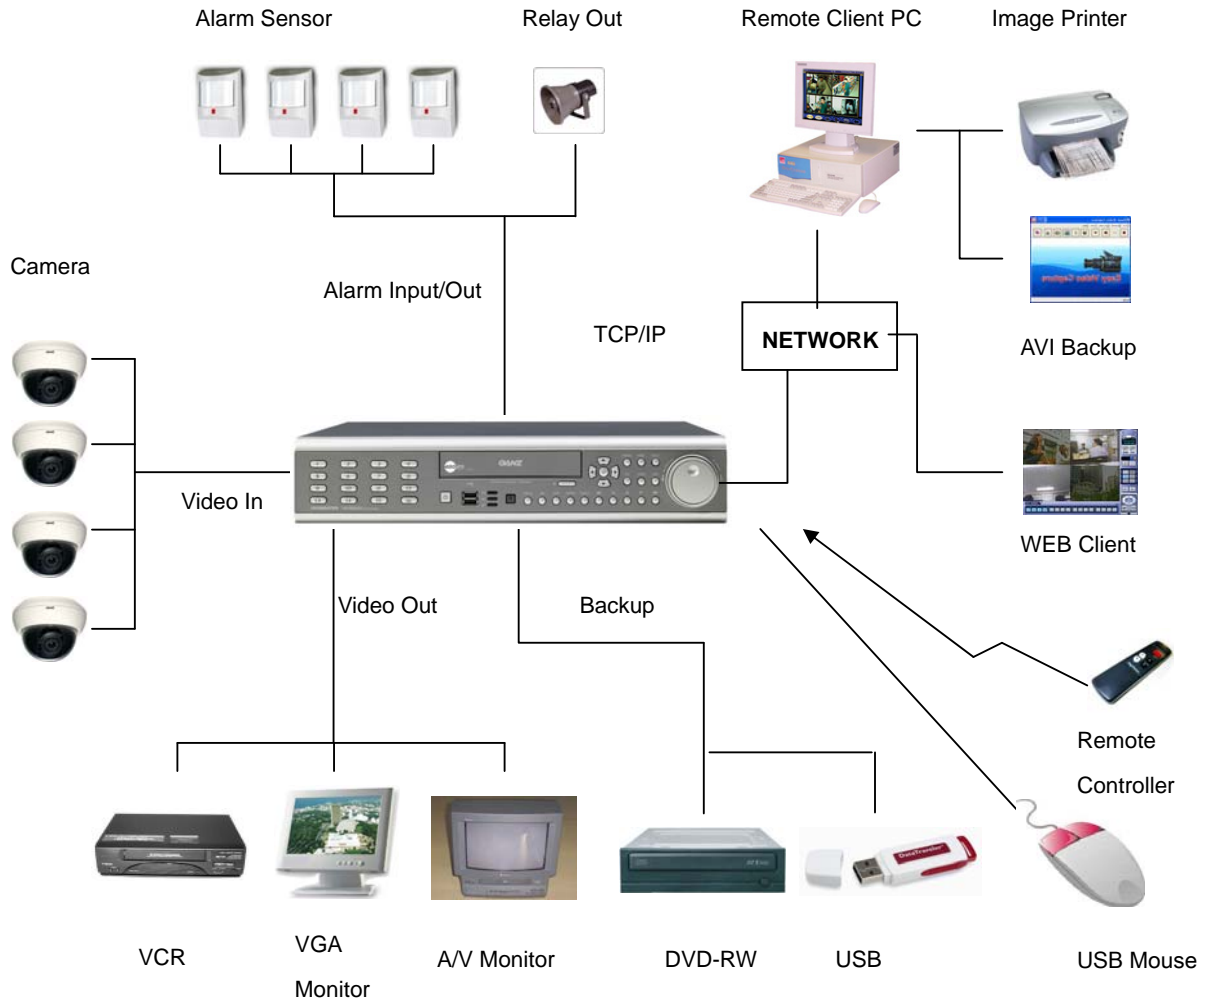 Alarm Sensor
Relay Out
Remote Client PC
Image Printer
Camera
Alarm Input/Out
TCP/IP
NETWORK
AVI Backup
Video In
WEB Client
Video Out
Backup
Remote
Controller
DataTraveler
VCR
VGA
Monitor
A/V Monitor
DVD-RW
USB
USB Mouse